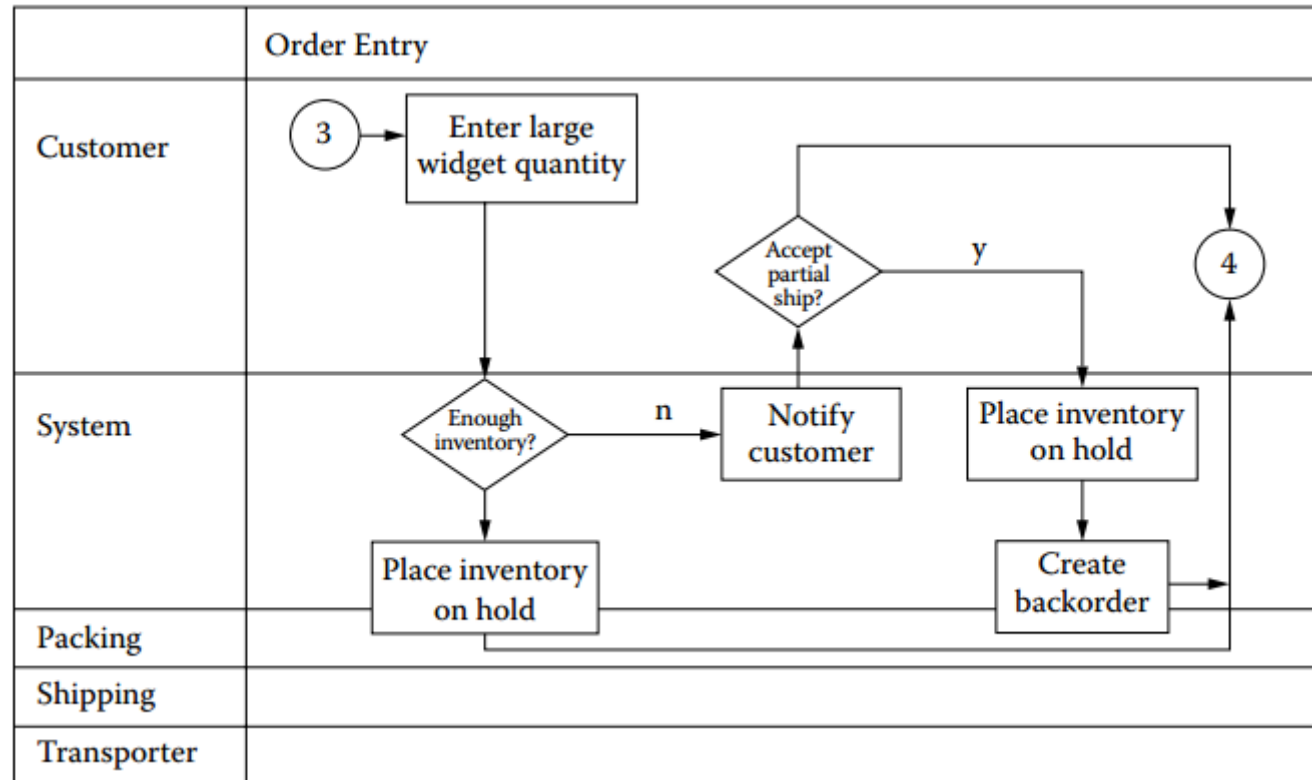 Order Entry
Customer
3
Enter large
widget quantity
Accept
partial
ship?
y
4
System
Enough
inventory?
n
Notify
customer
Place inventory
on hold
Place inventory
on hold
Create
backorder
Packing
Shipping
Transporter